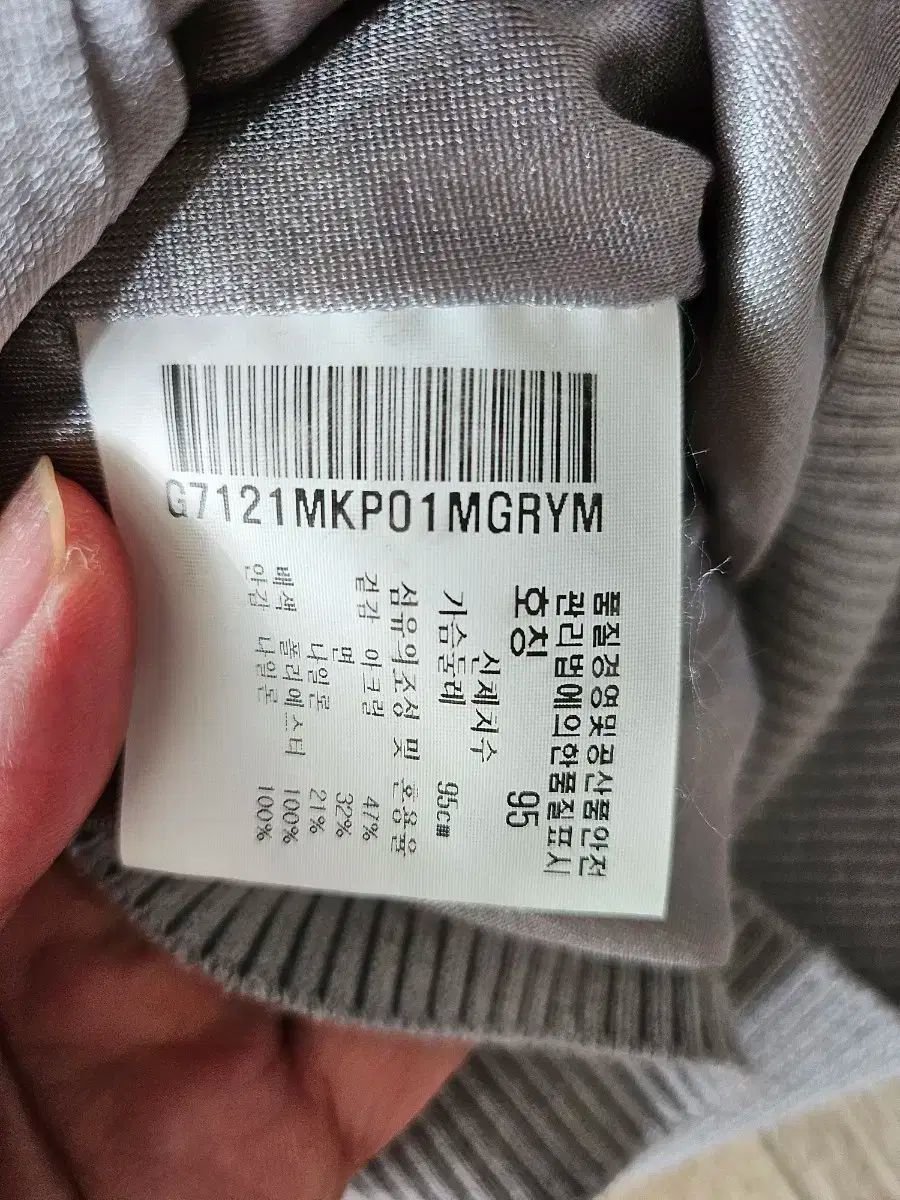 G7121MKP01MGRYM
품질경영및공산품안전
관리법에의한품질표시
호칭 95
신체치수
가슴둘레 95cm
섬유의조성 및 혼용율
겉감 아크릴 47%
면 32%
나일론 21%
배색 폴리에스터 100%
안감 나일론 100%